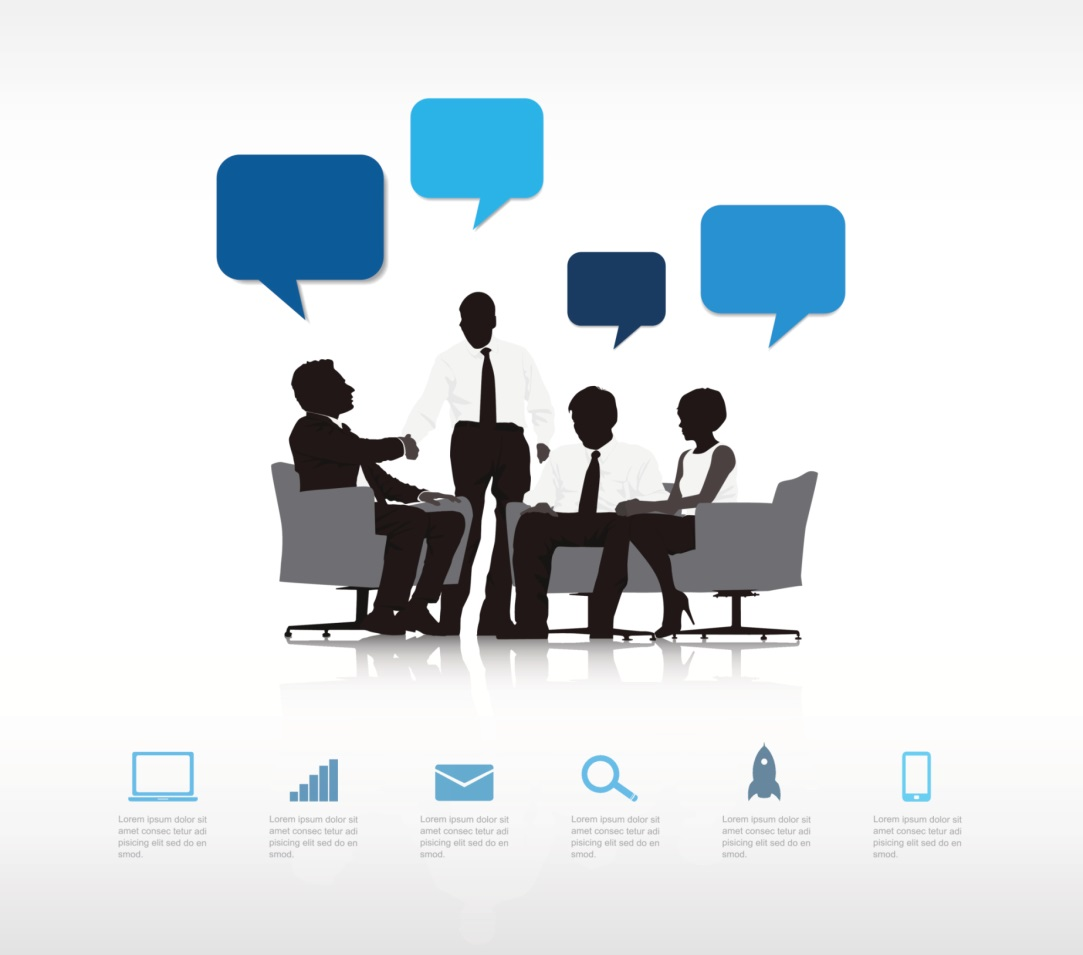 Lorem ipsum dolor sit
amet consec tetur adi
pisicing elit sed do en
smod.
Lorem ipsum dolor sit
amet consec tetur adi
pisicing elit sed do en
smod.
Lorem ipsum dolor sit
amet consec tetur adi
pisicing elit sed do en
smod.
Lorem ipsum dolor sit
amet consec tetur adi
pisicing elit sed do en
smod.
Lorem ipsum dolor sit
amet consec tetur adi
pisicing elit sed do en
smod.
Lorem ipsum dolor sit
amet consec tetur adi
pisicing elit sed do en
smod.